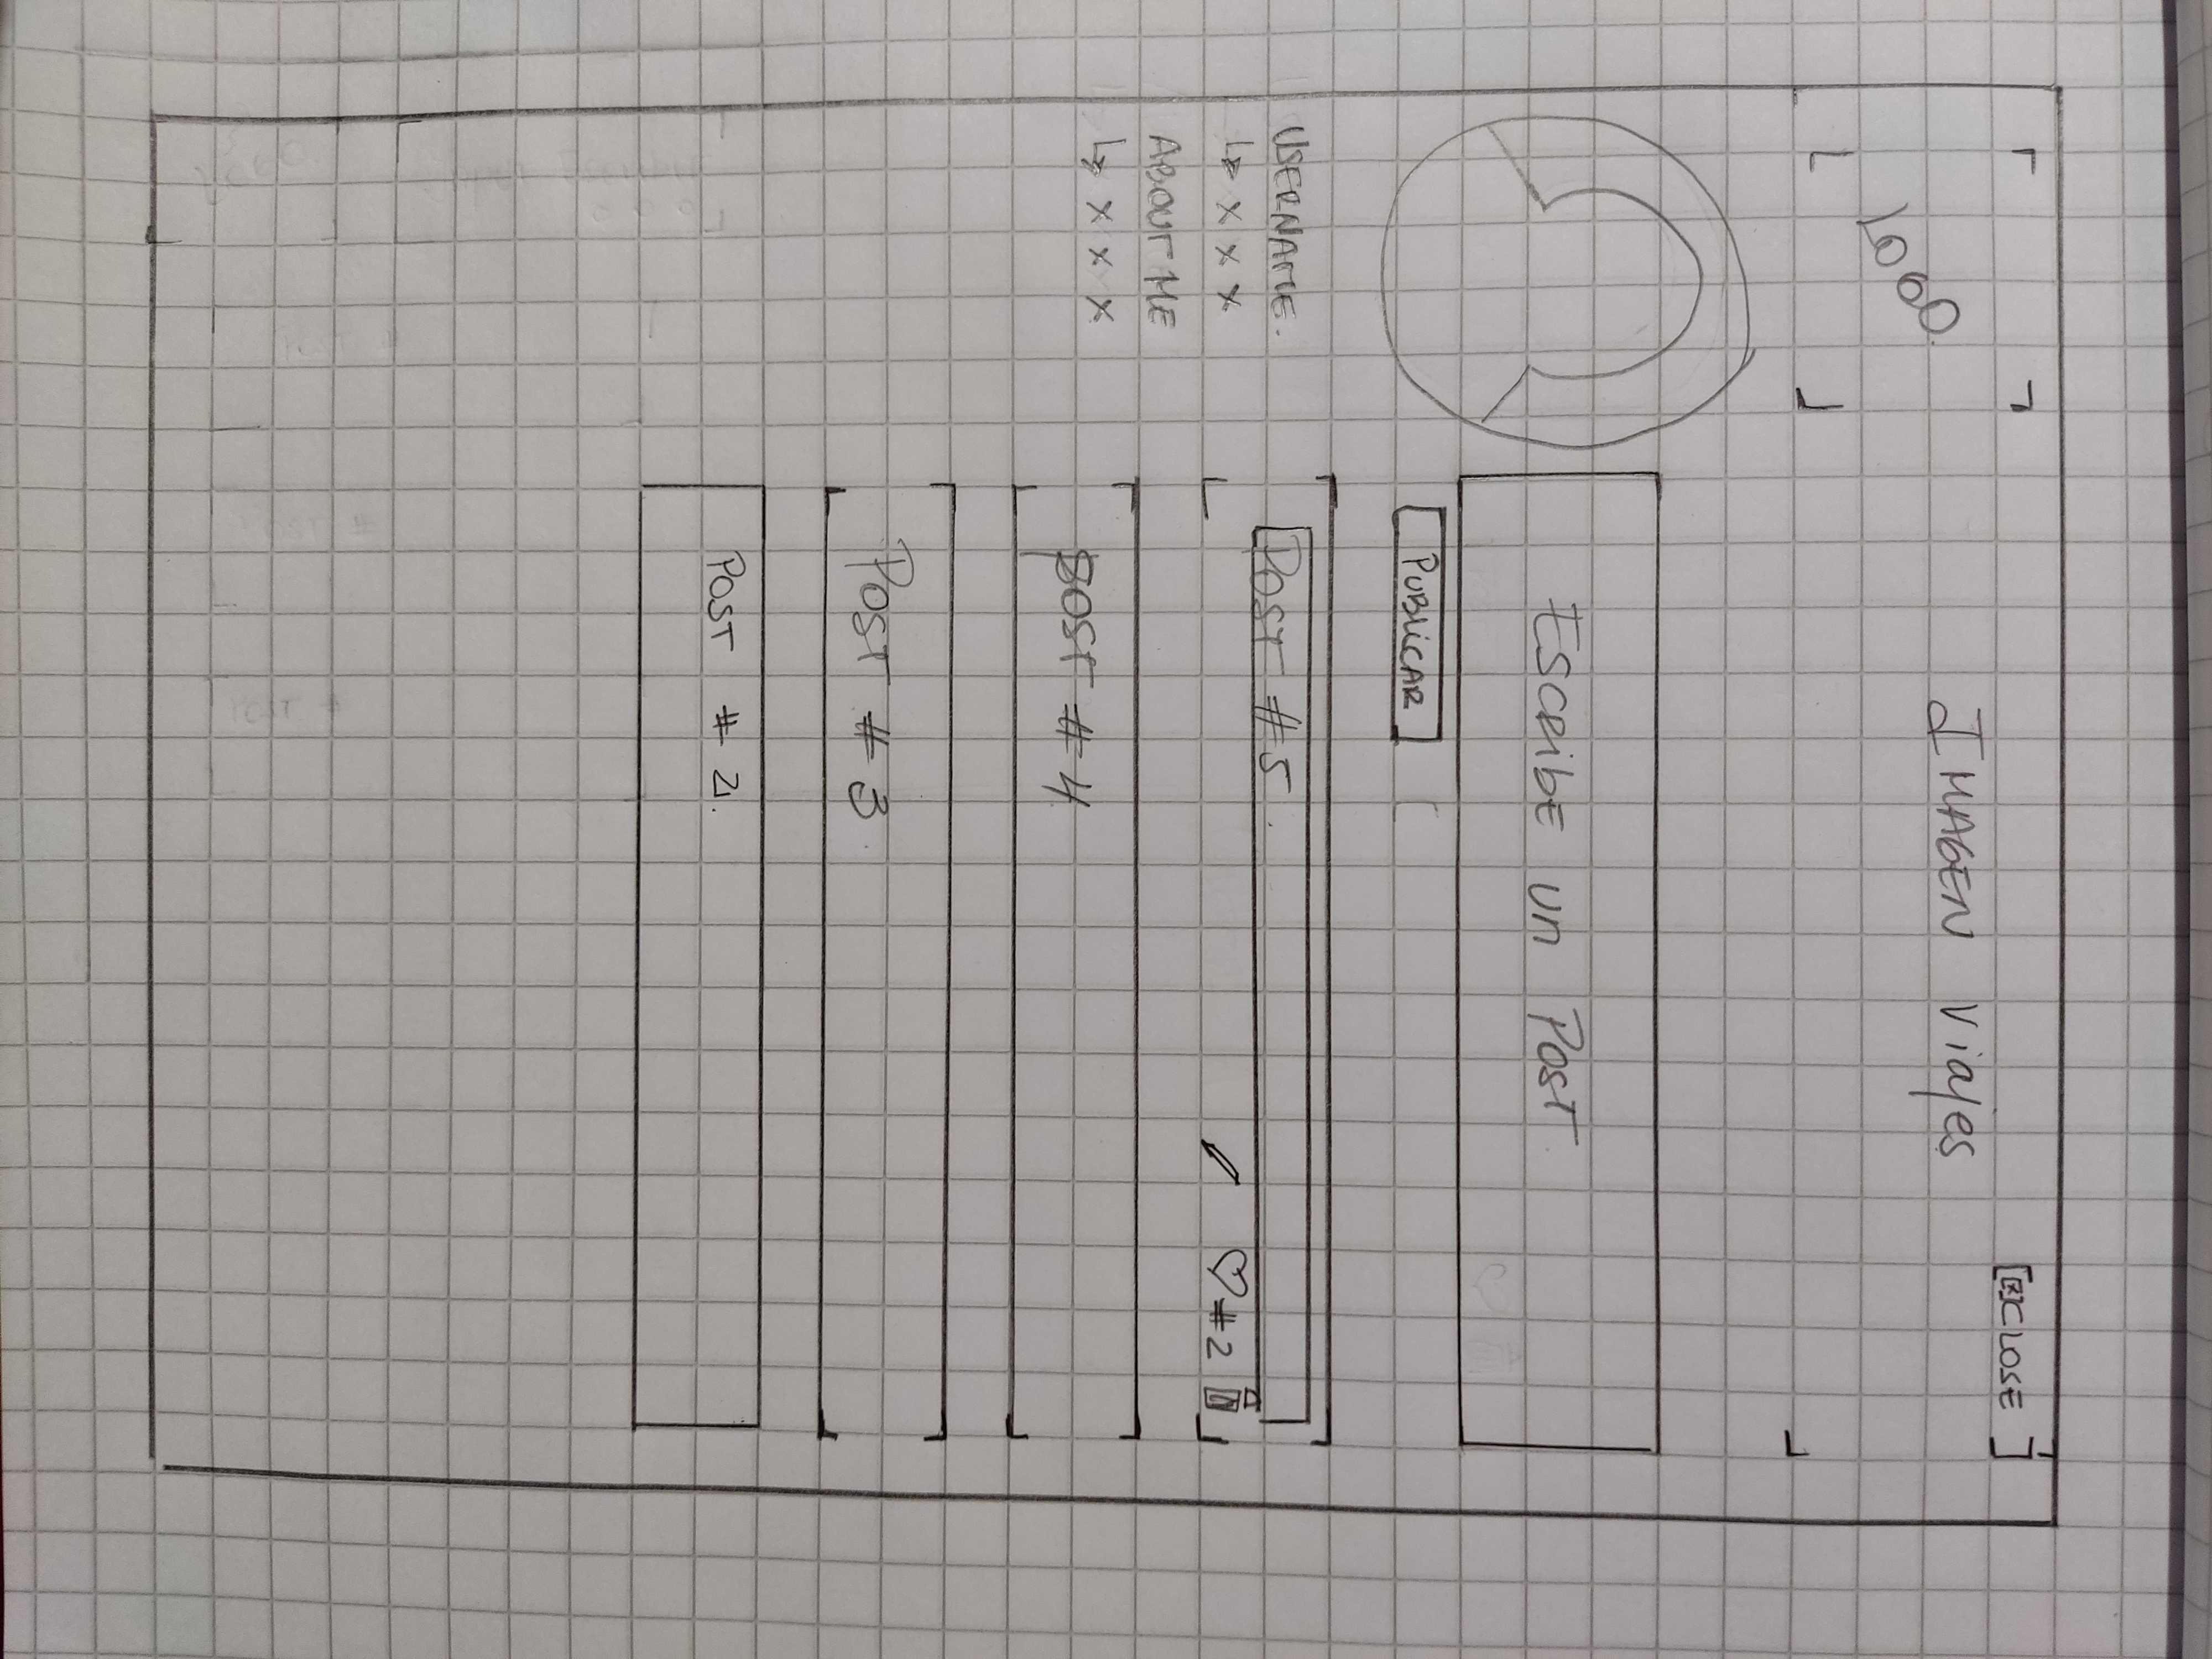 [x]CLOSE
LOGO
IMAGEN Viajes
ESCRIBE UN POST
PUBLICAR
USERNAME.
↳ x x x
ABOUT ME
↳ x x x
POST #5.
#2
POST # 4
POST # 3
POST # 2.